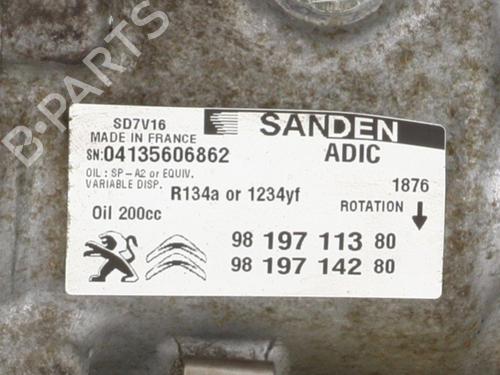 B-Parts
SD7V16
MADE IN FRANCE
SANDEN
SN:04135606862
ADIC
OIL : SP-A2 or EQUIV.
VARIABLE DISP.
R134a or 1234yf
1876
Oil 200cc
ROTATION
98 197 113 80
98 197 142 80